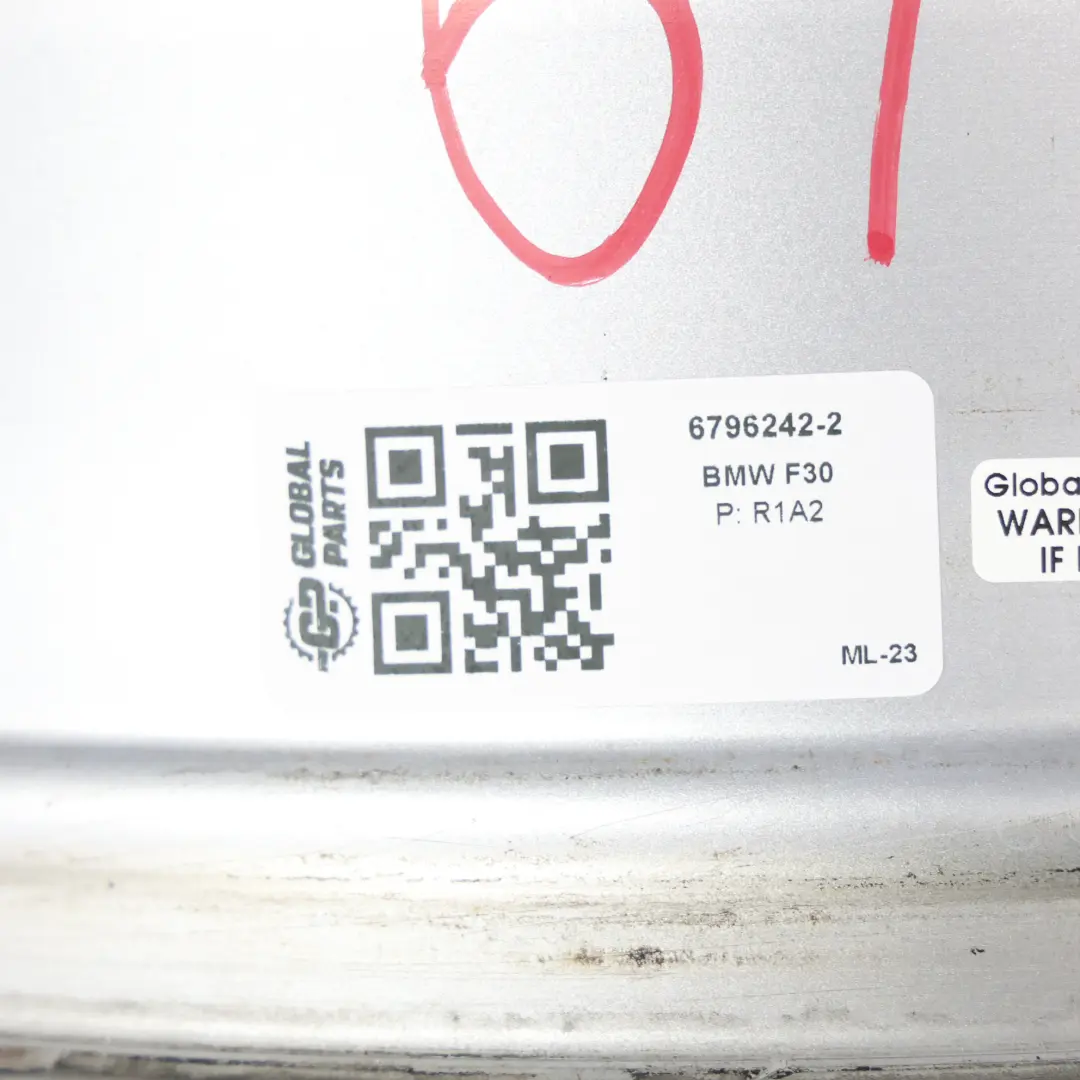 GLOBAL
PARTS
6796242-2
BMW F30
P: R1A2
ML-23
Globa
WAR
IF